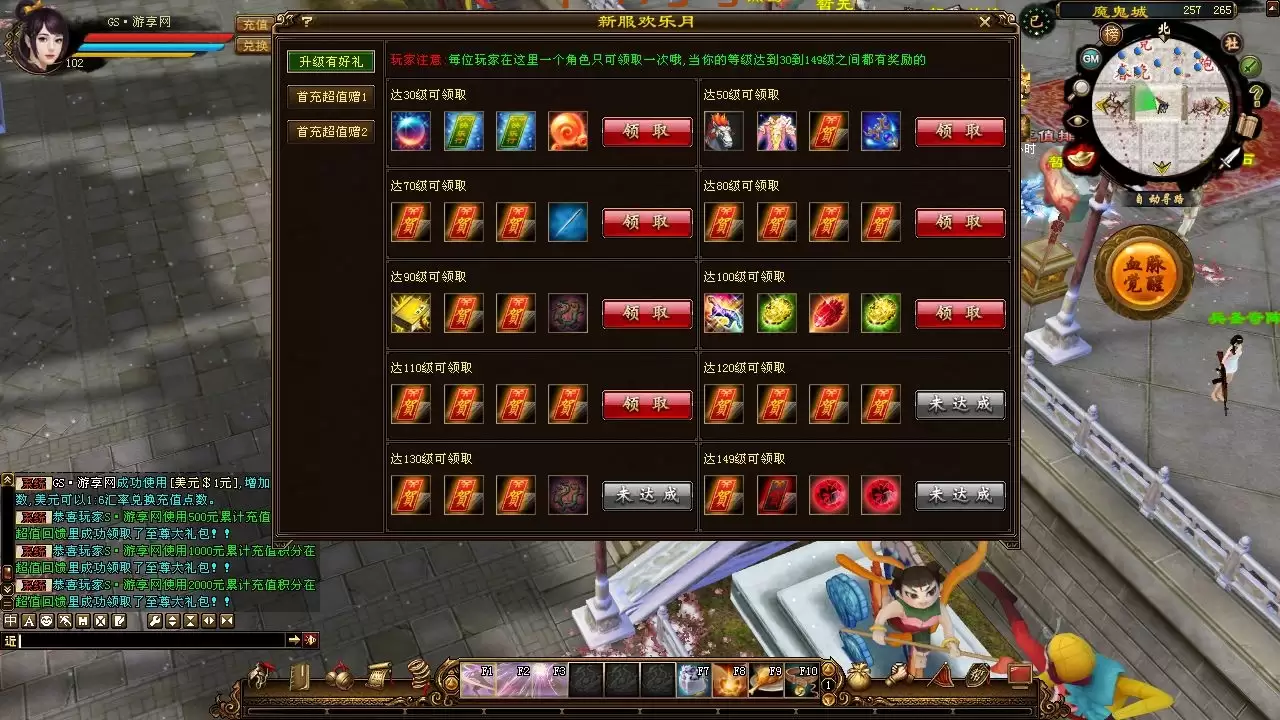 GS·游享网
102
充值
兑换
?
新服欢乐月
魔鬼城
257 265
北
榜
社
GM
自动寻路
血脉觉醒
升级有好礼
首充超值赠1
首充超值赠2
玩家注意 每位玩家在这里一个角色只可领取一次哦,当你的等级达到30到149级之间都有奖励的
达30级可领取
领取
达50级可领取
领取
达70级可领取
领取
达80级可领取
领取
达90级可领取
领取
达100级可领取
领取
达110级可领取
领取
达120级可领取
未达成
达130级可领取
未达成
达149级可领取
未达成
GS·游享网成功使用[美元$1元],增加
数,美元可以1:6汇率兑换充值点数。
恭喜玩家S·游享网使用500元累计充值
超值回馈里成功领取了至尊大礼包!!
恭喜玩家S·游享网使用1000元累计充值积分在
超值回馈里成功领取了至尊大礼包!!
恭喜玩家S·游享网使用2000元累计充值积分在
超值回馈里成功领取了至尊大礼包!!
近
F1 F2 F3 F7 F8 F9 F10